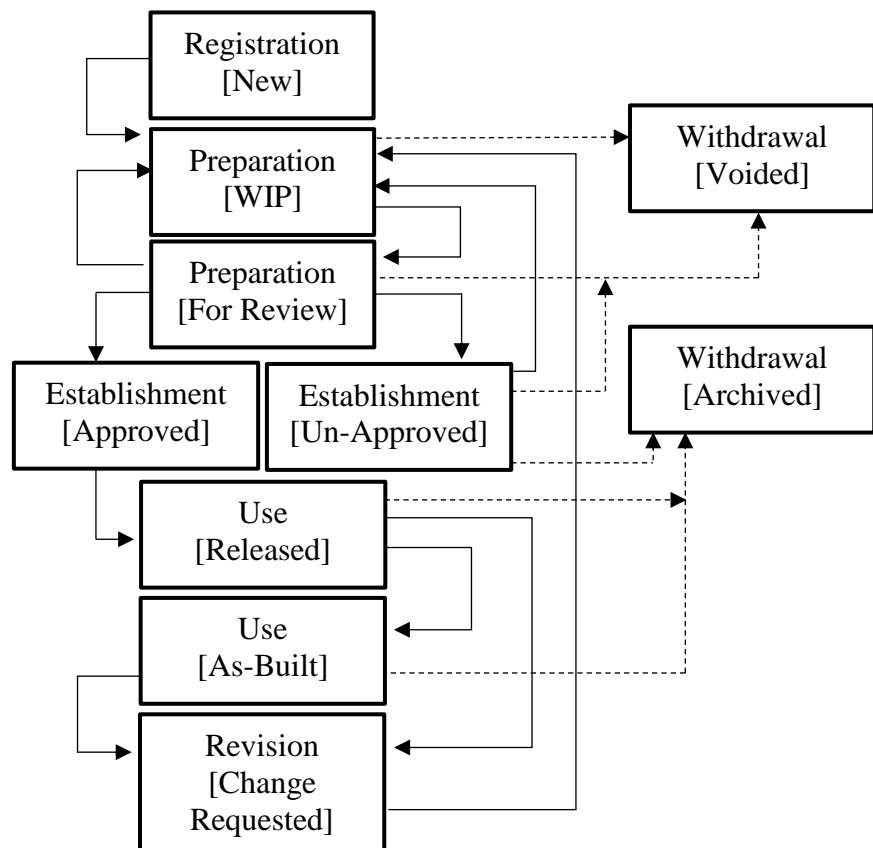 Registration
[New]
Preparation
[WIP]
Withdrawal
[Voided]
Preparation
[For Review]
Establishment
[Approved]
Establishment
[Un-Approved]
Withdrawal
[Archived]
Use
[Released]
Use
[As-Built]
Revision
[Change
Requested]